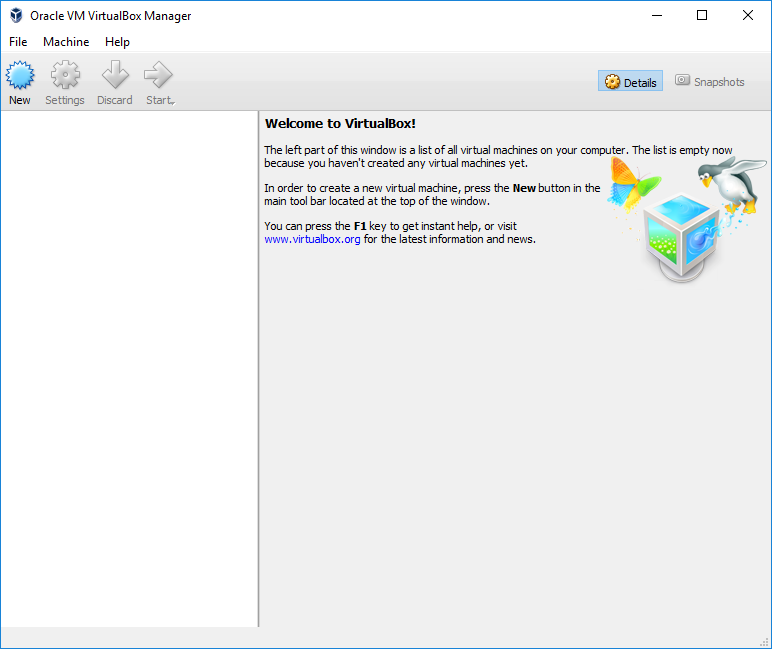 Oracle VM VirtualBox Manager
File Machine Help
New Settings Discard Start
Details Snapshots
Welcome to VirtualBox!
The left part of this window is a list of all virtual machines on your computer. The list is empty now
because you haven't created any virtual machines yet.
In order to create a new virtual machine, press the New button in the
main tool bar located at the top of the window.
You can press the F1 key to get instant help, or visit
www.virtualbox.org for the latest information and news.